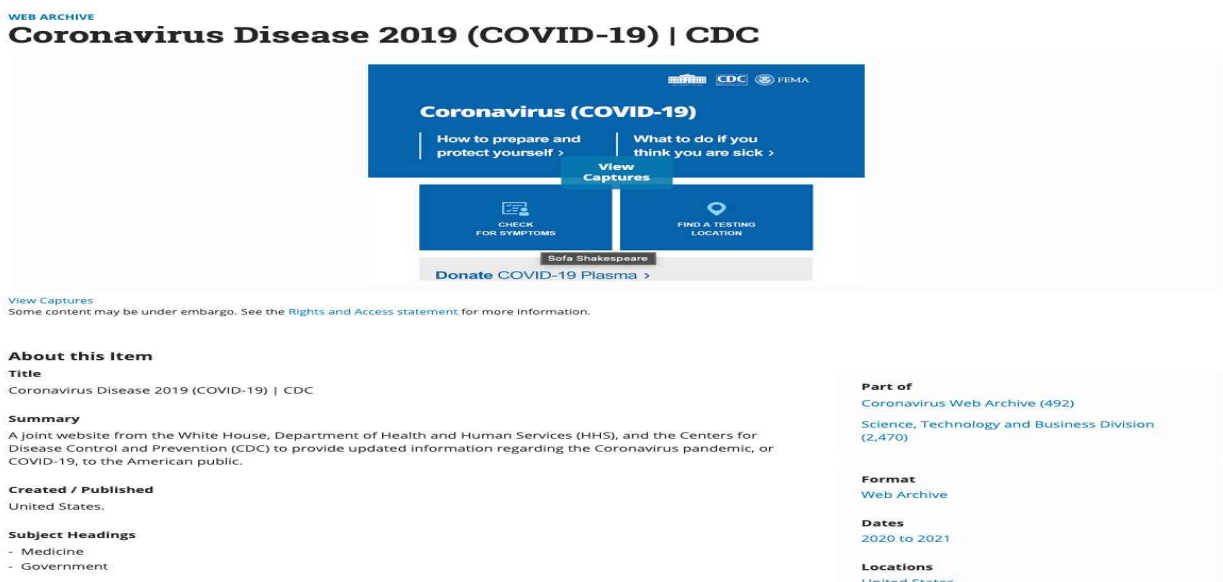 WEB ARCHIVE
Coronavirus Disease 2019 (COVID-19) | CDC
CDC FEMA
Coronavirus (COVID-19)
How to prepare and
protect yourself ›
What to do if you
think you are sick ›
View
Captures
CHECK
FOR SYMPTOMS
FIND A TESTING
LOCATION
Sofa Shakespeare
Donate COVID-19 Plasma ›
View Captures
Some content may be under embargo. See the Rights and Access statement for more information.
About this Item
Title
Coronavirus Disease 2019 (COVID-19) | CDC
Summary
A joint website from the White House, Department of Health and Human Services (HHS), and the Centers for
Disease Control and Prevention (CDC) to provide updated information regarding the Coronavirus pandemic, or
COVID-19, to the American public.
Created / Published
United States.
Subject Headings
- Medicine
- Government
Part of
Coronavirus Web Archive (492)
Science, Technology and Business Division
(2,470)
Format
Web Archive
Dates
2020 to 2021
Locations
United States